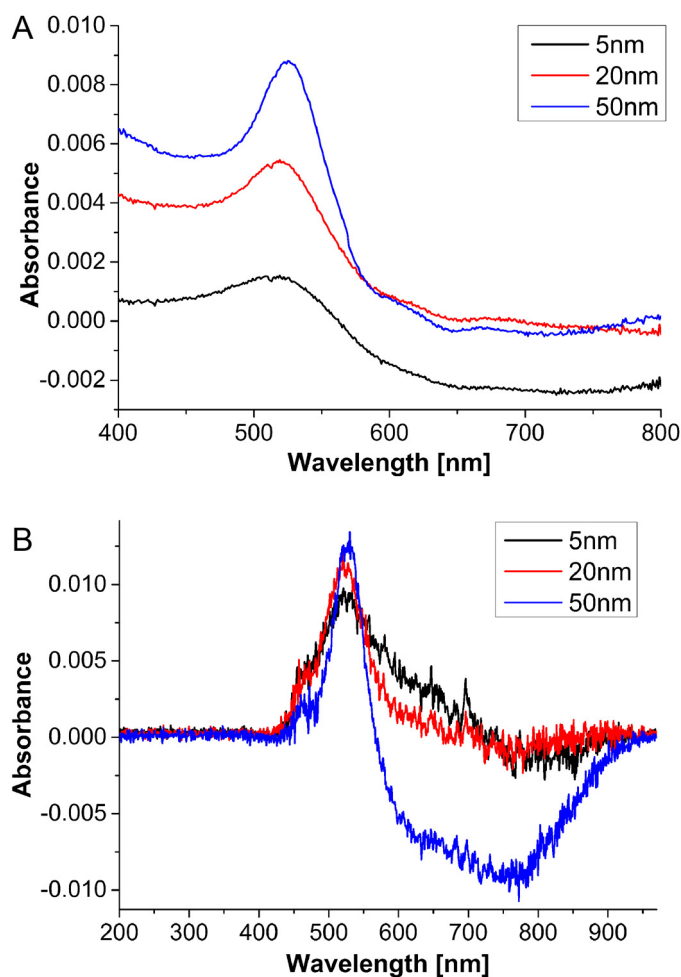 A
0.010
0.008
0.006
0.004
0.002
0.000
-0.002
Absorbance
5nm
20nm
50nm
400 500 600 700 800
Wavelength [nm]
B
0.010
0.005
0.000
-0.005
-0.010
Absorbance
5nm
20nm
50nm
200 300 400 500 600 700 800 900
Wavelength [nm]